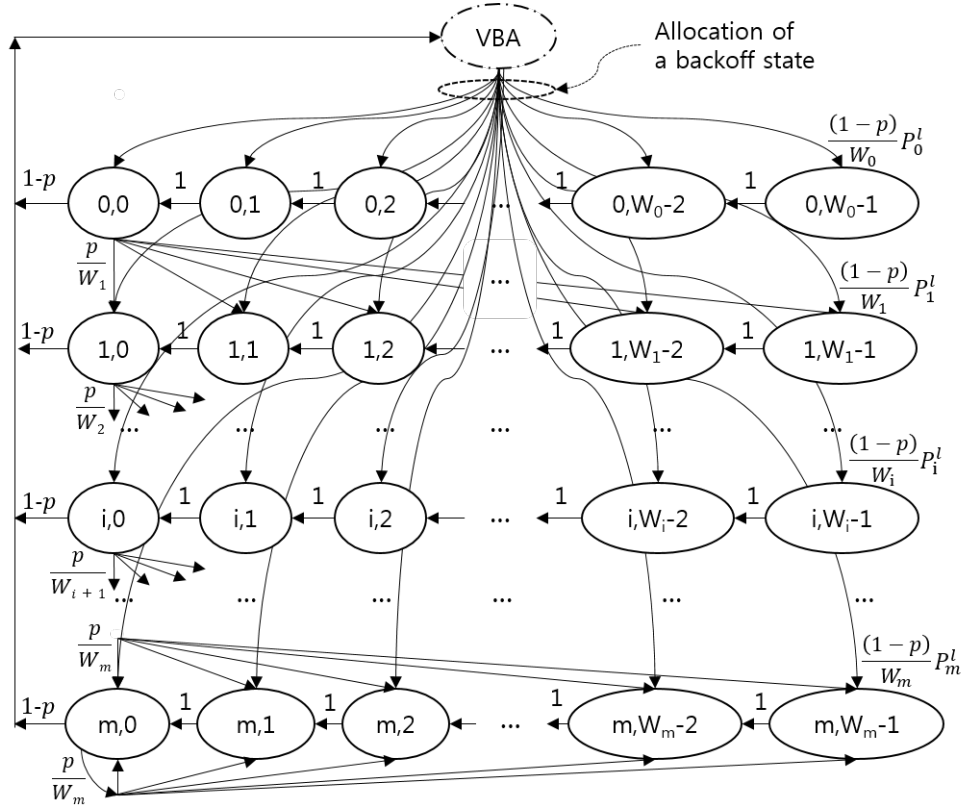 VBA
Allocation of
a backoff state
(1-p)/W₀ P₀ˡ
1-p 0,0 1 0,1 1 0,2 ... 1 0,W₀-2 1 0,W₀-1
p/W₁ ... (1-p)/W₁ P₁ˡ
1-p 1,0 1 1,1 1 1,2 ... 1 1,W₁-2 1 1,W₁-1
p/W₂
... ... ... ... ... ... (1-p)/Wᵢ Pᵢˡ
1-p i,0 1 i,1 1 i,2 ... 1 i,Wᵢ-2 1 i,Wᵢ-1
p/Wᵢ₊₁
... ... ... ... ... ...
p/Wₘ (1-p)/Wₘ Pₘˡ
1-p m,0 1 m,1 1 m,2 ... 1 m,Wₘ-2 1 m,Wₘ-1
p/Wₘ